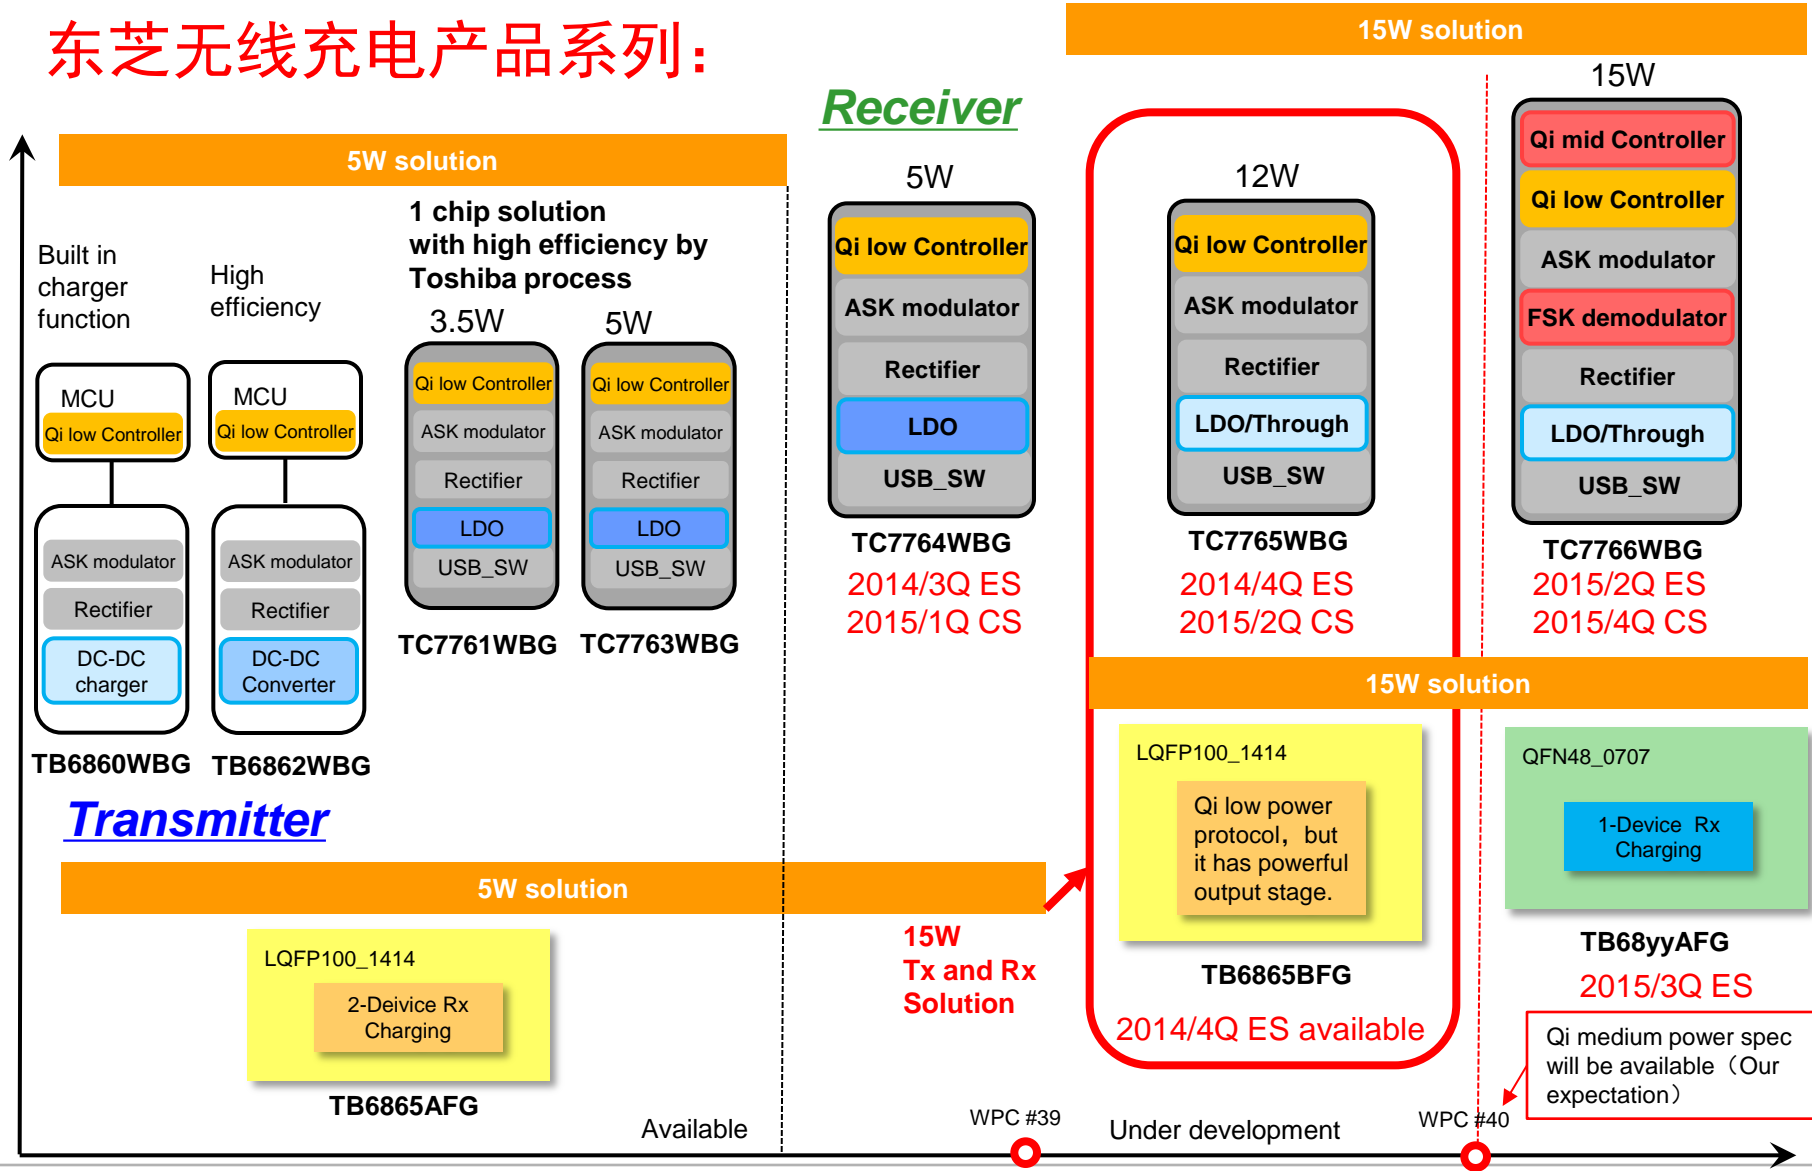 东芝无线充电产品系列：
15W solution
Receiver
5W solution
Built in
charger
function
MCU
Qi low Controller
ASK modulator
Rectifier
DC-DC
charger
TB6860WBG
High
efficiency
MCU
Qi low Controller
ASK modulator
Rectifier
DC-DC
Converter
TB6862WBG
1 chip solution
with high efficiency by
Toshiba process
3.5W
Qi low Controller
ASK modulator
Rectifier
LDO
USB_SW
TC7761WBG
5W
Qi low Controller
ASK modulator
Rectifier
LDO
USB_SW
TC7763WBG
5W
Qi low Controller
ASK modulator
Rectifier
LDO
USB_SW
TC7764WBG
2014/3Q ES
2015/1Q CS
12W
Qi low Controller
ASK modulator
Rectifier
LDO/Through
USB_SW
TC7765WBG
2014/4Q ES
2015/2Q CS
15W
Qi mid Controller
Qi low Controller
ASK modulator
FSK demodulator
Rectifier
LDO/Through
USB_SW
TC7766WBG
2015/2Q ES
2015/4Q CS
Transmitter
5W solution
LQFP100_1414
2-Deivice Rx
Charging
TB6865AFG
15W
Tx and Rx
Solution
15W solution
LQFP100_1414
Qi low power
protocol，but
it has powerful
output stage.
TB6865BFG
2014/4Q ES available
QFN48_0707
1-Device Rx
Charging
TB68yyAFG
2015/3Q ES
Qi medium power spec
will be available（Our
expectation）
Available
WPC #39
Under development
WPC #40